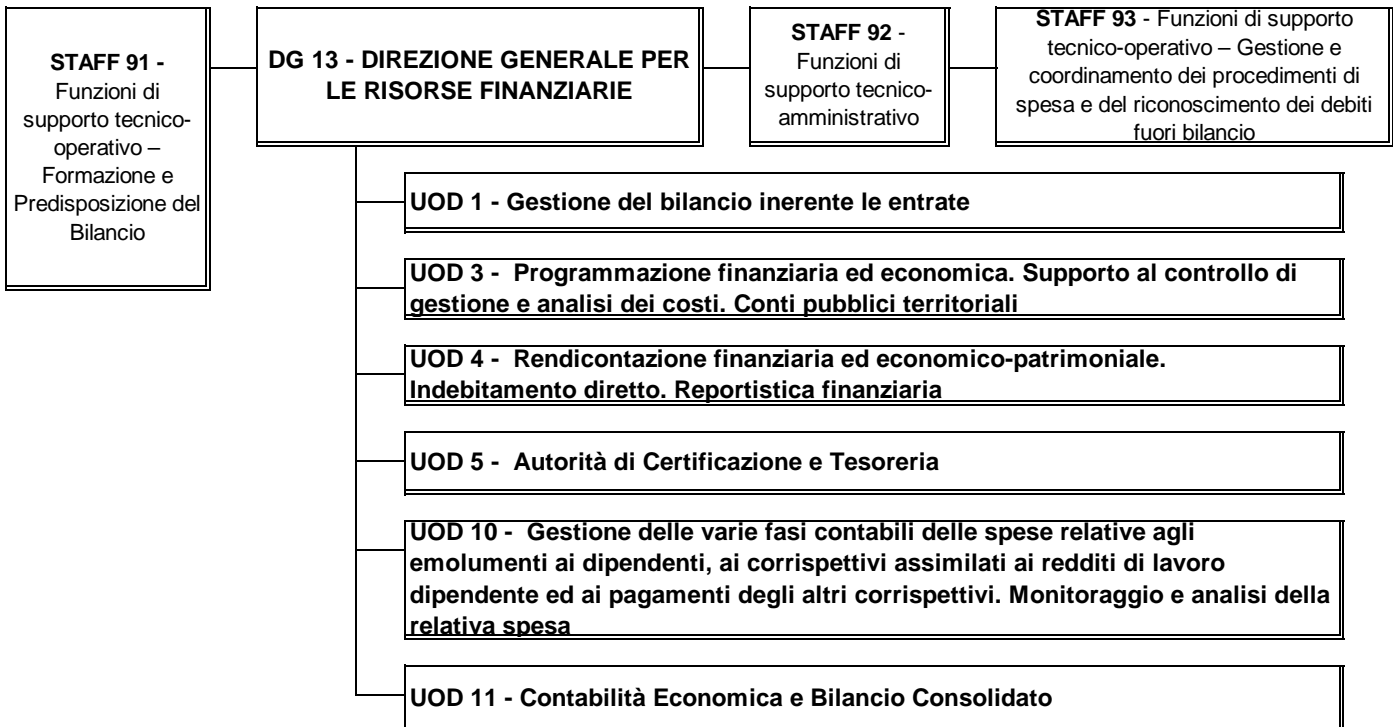 STAFF 91 -
Funzioni di
supporto tecnico-
operativo –
Formazione e
Predisposizione del
Bilancio
DG 13 - DIREZIONE GENERALE PER
LE RISORSE FINANZIARIE
STAFF 92 -
Funzioni di
supporto tecnico-
amministrativo
STAFF 93 - Funzioni di supporto
tecnico-operativo – Gestione e
coordinamento dei procedimenti di
spesa e del riconoscimento dei debiti
fuori bilancio
UOD 1 - Gestione del bilancio inerente le entrate
UOD 3 - Programmazione finanziaria ed economica. Supporto al controllo di
gestione e analisi dei costi. Conti pubblici territoriali
UOD 4 - Rendicontazione finanziaria ed economico-patrimoniale.
Indebitamento diretto. Reportistica finanziaria
UOD 5 - Autorità di Certificazione e Tesoreria
UOD 10 - Gestione delle varie fasi contabili delle spese relative agli
emolumenti ai dipendenti, ai corrispettivi assimilati ai redditi di lavoro
dipendente ed ai pagamenti degli altri corrispettivi. Monitoraggio e analisi della
relativa spesa
UOD 11 - Contabilità Economica e Bilancio Consolidato